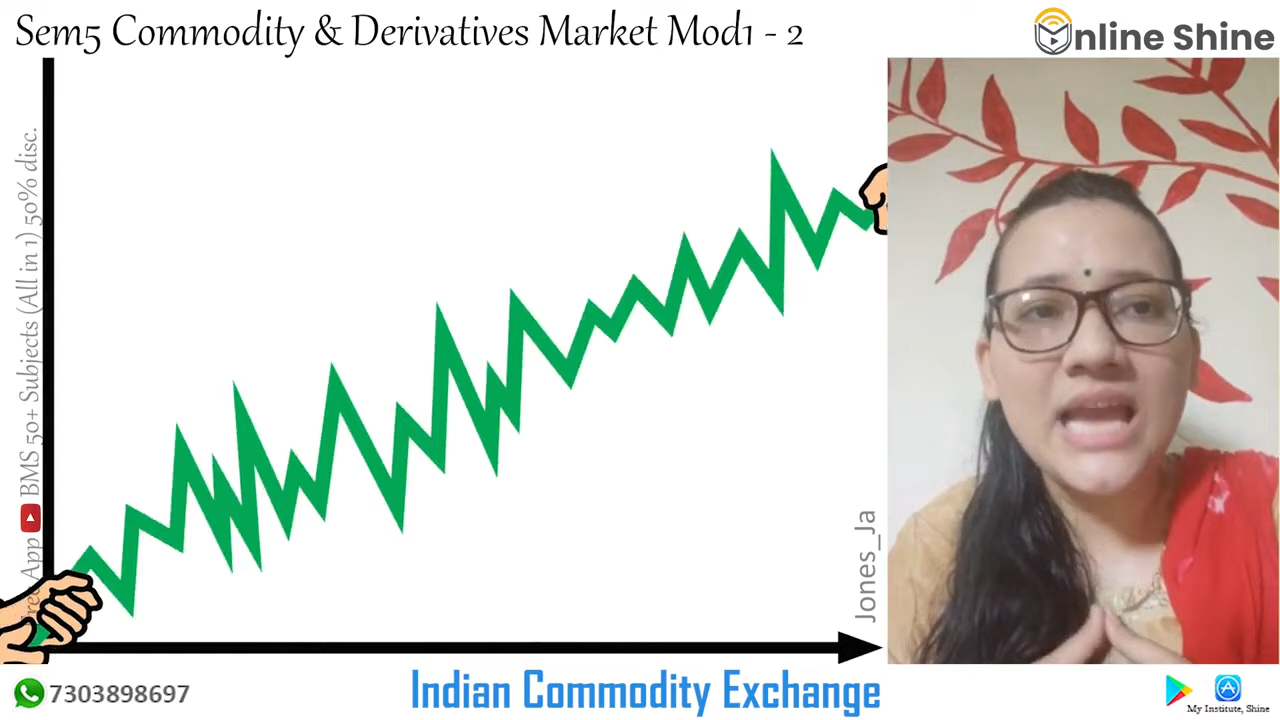 Sem5 Commodity & Derivatives Market Mod1 - 2
Online Shine
Free App BMS 50+ Subjects (All in 1) 50% disc.
Jones_Ja
7303898697
Indian Commodity Exchange
My Institute, Shine